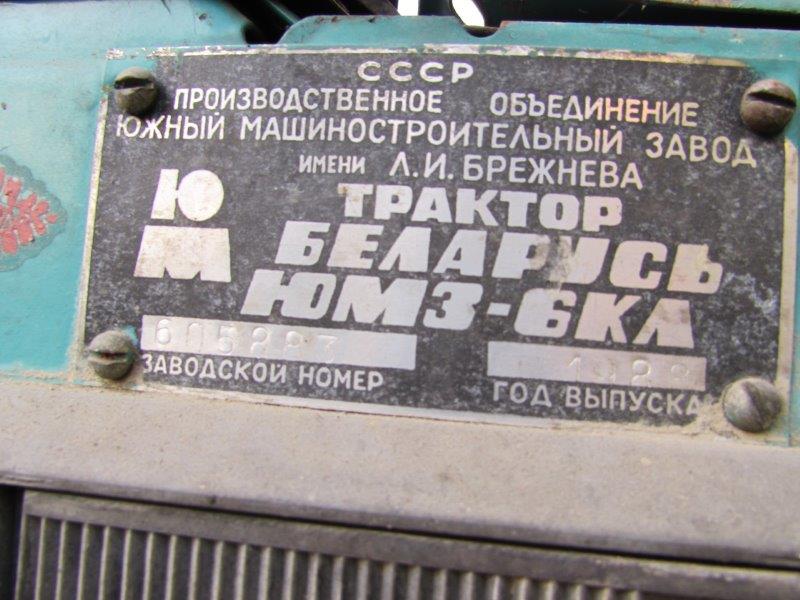 СССР
ПРОИЗВОДСТВЕННОЕ ОБЪЕДИНЕНИЕ
ЮЖНЫЙ МАШИНОСТРОИТЕЛЬНЫЙ ЗАВОД
ИМЕНИ Л.И.БРЕЖНЕВА
Ю
М
ТРАКТОР
БЕЛАРУСЬ
ЮМЗ-6КЛ
ЗАВОДСКОЙ НОМЕР
ГОД ВЫПУСКА